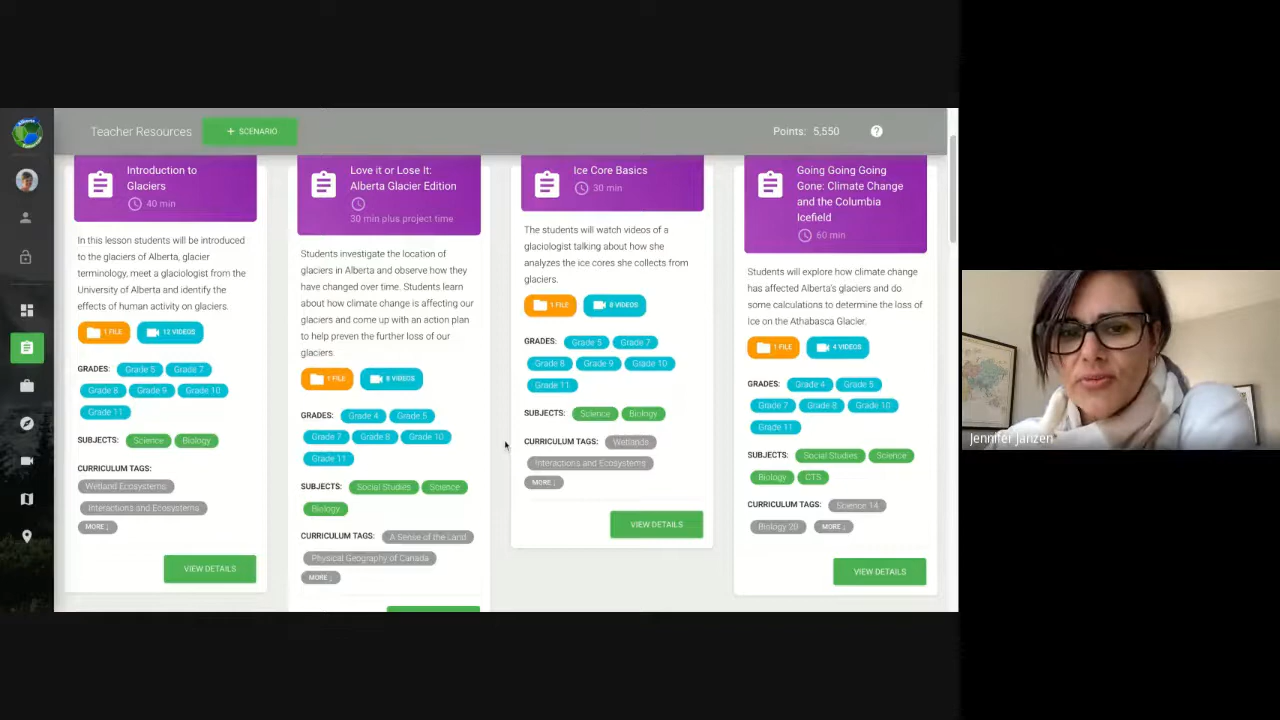 Teacher Resources
+ SCENARIO
Points: 5,550
?
Introduction to
Glaciers
40 min
In this lesson students will be introduced
to the glaciers of Alberta, glacier
terminology, meet a glaciologist from the
University of Alberta and identify the
effects of human activity on glaciers.
1 FILE
12 VIDEOS
GRADES: Grade 5 Grade 7
Grade 8 Grade 9 Grade 10
Grade 11
SUBJECTS: Science Biology
CURRICULUM TAGS:
Wetland Ecosystems
Interactions and Ecosystems
MORE ↓
VIEW DETAILS
Love it or Lose It:
Alberta Glacier Edition
30 min plus project time
Students investigate the location of
glaciers in Alberta and observe how they
have changed over time. Students learn
about how climate change is affecting our
glaciers and come up with an action plan
to help preven the further loss of our
glaciers.
1 FILE
8 VIDEOS
GRADES: Grade 4 Grade 5
Grade 7 Grade 8 Grade 10
Grade 11
SUBJECTS: Social Studies Science
Biology
CURRICULUM TAGS: A Sense of the Land
Physical Geography of Canada
MORE ↓
Ice Core Basics
30 min
The students will watch videos of a
glaciologist talking about how she
analyzes the ice cores she collects from
glaciers.
1 FILE
8 VIDEOS
GRADES: Grade 5 Grade 7
Grade 8 Grade 9 Grade 10
Grade 11
SUBJECTS: Science Biology
CURRICULUM TAGS: Wetlands
Interactions and Ecosystems
MORE ↓
VIEW DETAILS
Going Going Going
Gone: Climate Change
and the Columbia
Icefield
60 min
Students will explore how climate change
has affected Alberta's glaciers and do
some calculations to determine the loss of
Ice on the Athabasca Glacier.
1 FILE
4 VIDEOS
GRADES: Grade 4 Grade 5
Grade 7 Grade 8 Grade 10
Grade 11
SUBJECTS: Social Studies Science
Biology CTS
CURRICULUM TAGS: Science 14
Biology 20 MORE ↓
VIEW DETAILS
Jennifer Janzen